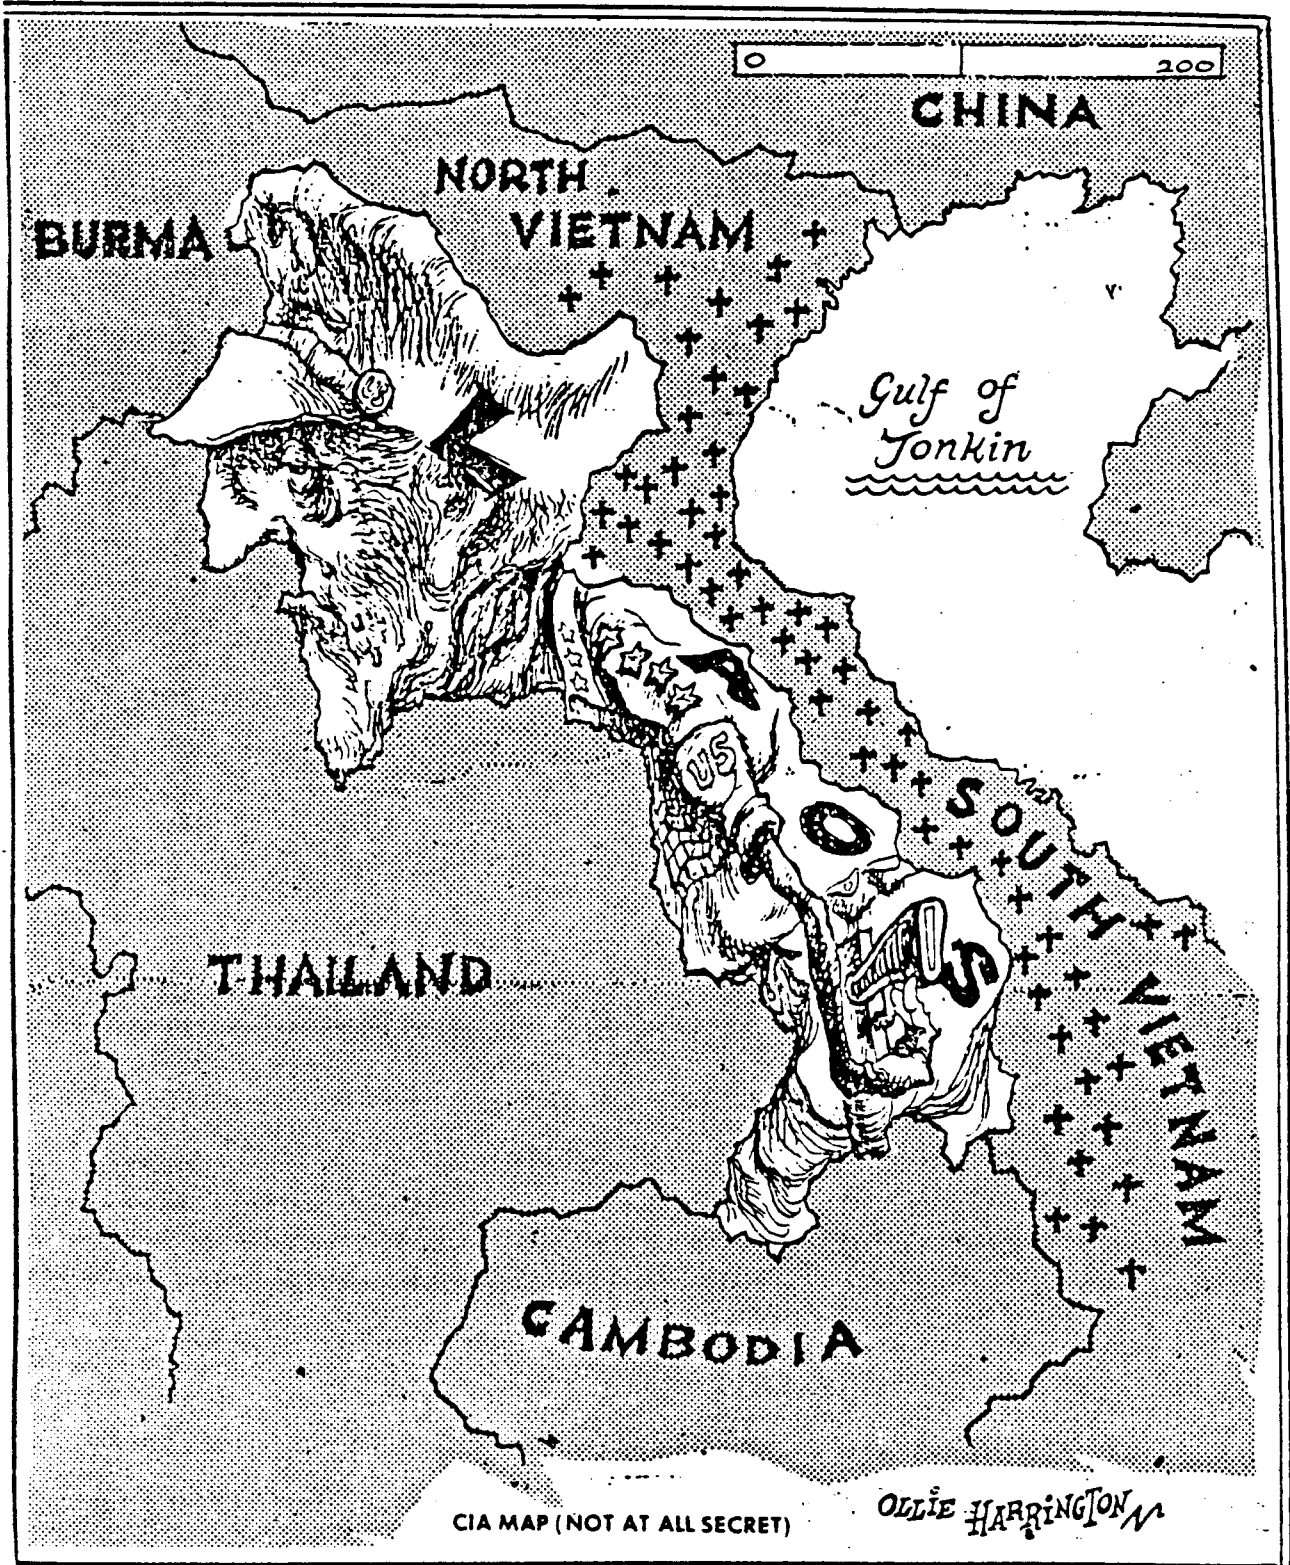 0 200
CHINA
NORTH
VIETNAM
BURMA
Gulf of
Tonkin
LAOS
US
SOUTH VIETNAM
THAILAND
CAMBODIA
CIA MAP (NOT AT ALL SECRET)
OLLIE HARRINGTON